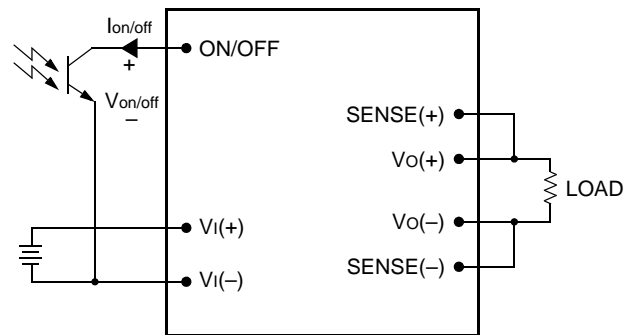 Ion/off
+
ON/OFF
Von/off
–
SENSE(+)
VO(+)
LOAD
VO(–)
VI(+)
SENSE(–)
VI(–)